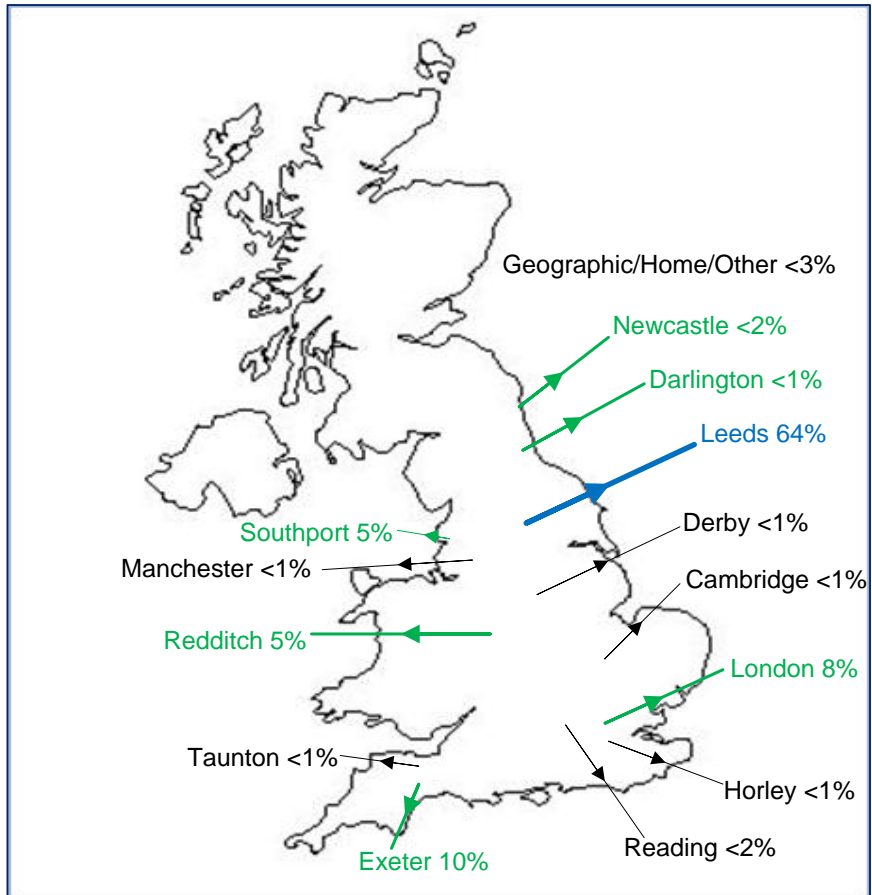 Geographic/Home/Other <3%
Newcastle <2%
Darlington <1%
Leeds 64%
Southport 5%
Derby <1%
Manchester <1%
Cambridge <1%
Redditch 5%
London 8%
Taunton <1%
Horley <1%
Reading <2%
Exeter 10%